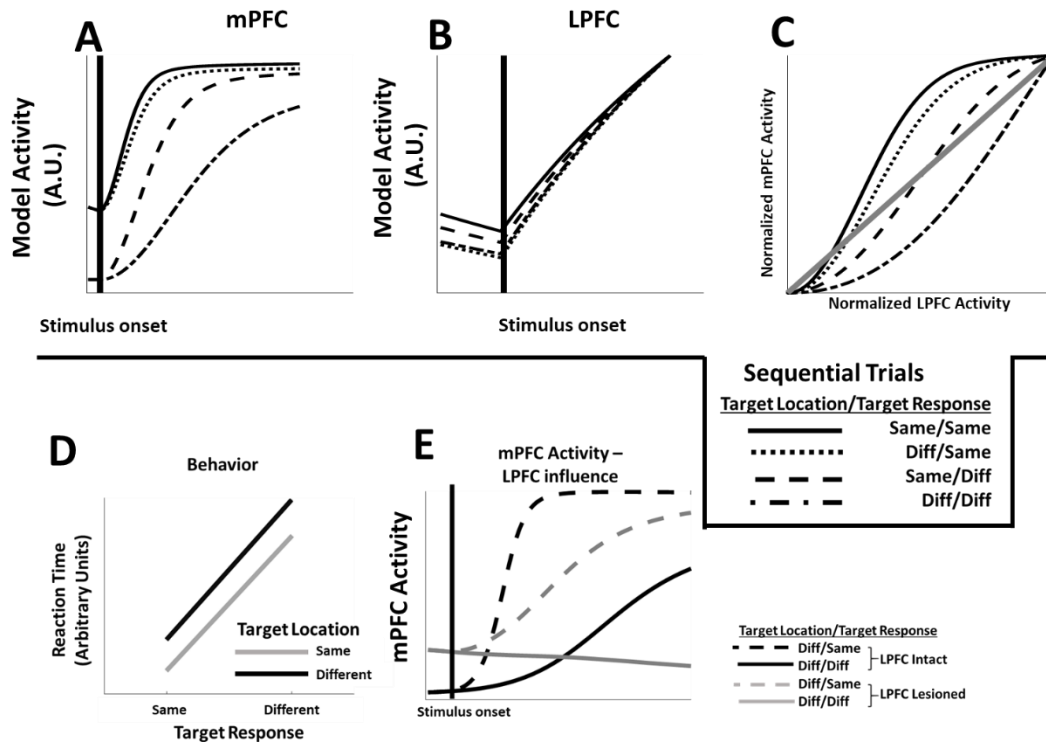 A
mPFC
Model Activity
(A.U.)
Stimulus onset
B
LPFC
Model Activity
(A.U.)
Stimulus onset
C
Normalized mPFC Activity
Normalized LPFC Activity
Sequential Trials
Target Location/Target Response
Same/Same
Diff/Same
Same/Diff
Diff/Diff
D
Behavior
Reaction Time
(Arbitrary Units)
Target Location
Same
Different
Same
Different
Target Response
E
mPFC Activity –
LPFC influence
mPFC Activity
Stimulus onset
Target Location/Target Response
Diff/Same
Diff/Diff
LPFC Intact
Diff/Same
Diff/Diff
LPFC Lesioned